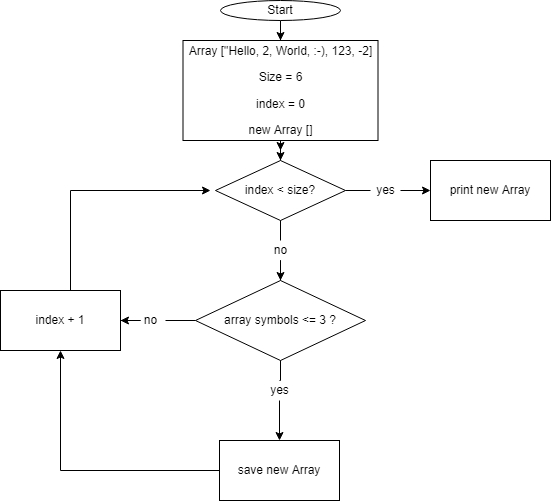 Start
Array ["Hello, 2, World, :-), 123, -2]
Size = 6
index = 0
new Array []
index < size?
yes
print new Array
no
index + 1
no
array symbols <= 3 ?
yes
save new Array